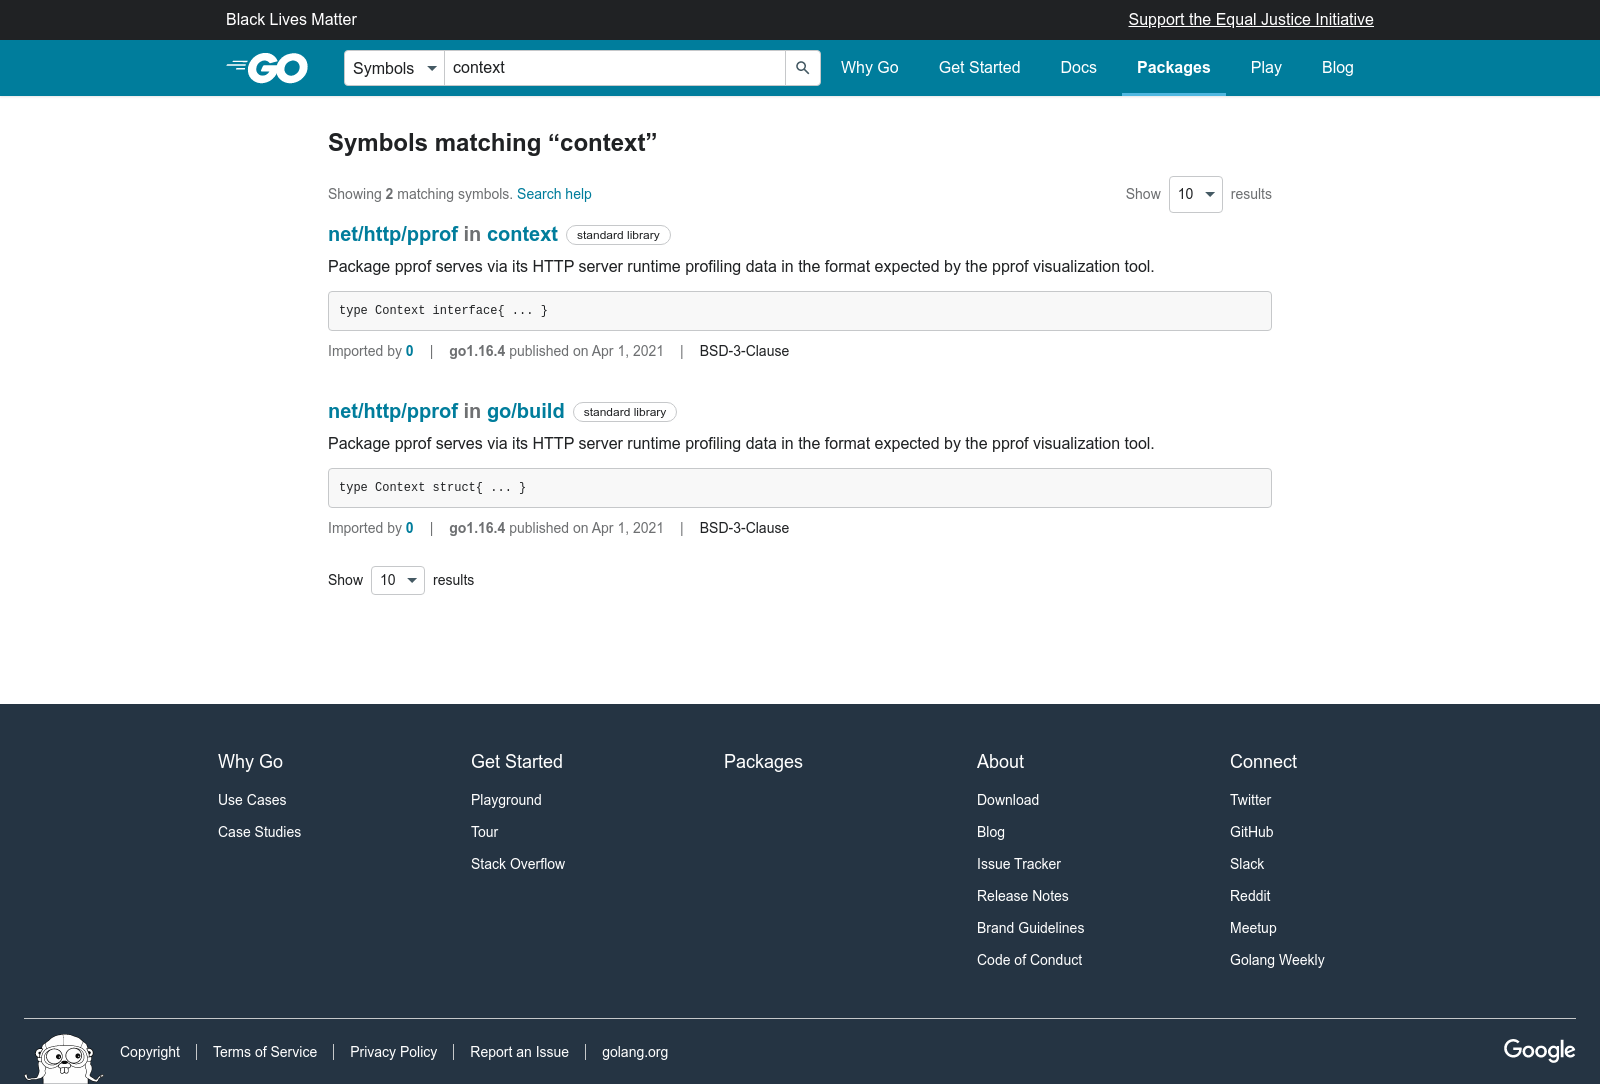 Black Lives Matter
Support the Equal Justice Initiative
GO
Symbols
context
Why Go
Get Started
Docs
Packages
Play
Blog
Symbols matching “context”
Showing 2 matching symbols. Search help
Show 10 results
net/http/pprof in context standard library
Package pprof serves via its HTTP server runtime profiling data in the format expected by the pprof visualization tool.
type Context interface{ ... }
Imported by 0 | go1.16.4 published on Apr 1, 2021 | BSD-3-Clause
net/http/pprof in go/build standard library
Package pprof serves via its HTTP server runtime profiling data in the format expected by the pprof visualization tool.
type Context struct{ ... }
Imported by 0 | go1.16.4 published on Apr 1, 2021 | BSD-3-Clause
Show 10 results
Why Go
Use Cases
Case Studies
Get Started
Playground
Tour
Stack Overflow
Packages
About
Download
Blog
Issue Tracker
Release Notes
Brand Guidelines
Code of Conduct
Connect
Twitter
GitHub
Slack
Reddit
Meetup
Golang Weekly
Copyright
Terms of Service
Privacy Policy
Report an Issue
golang.org
Google